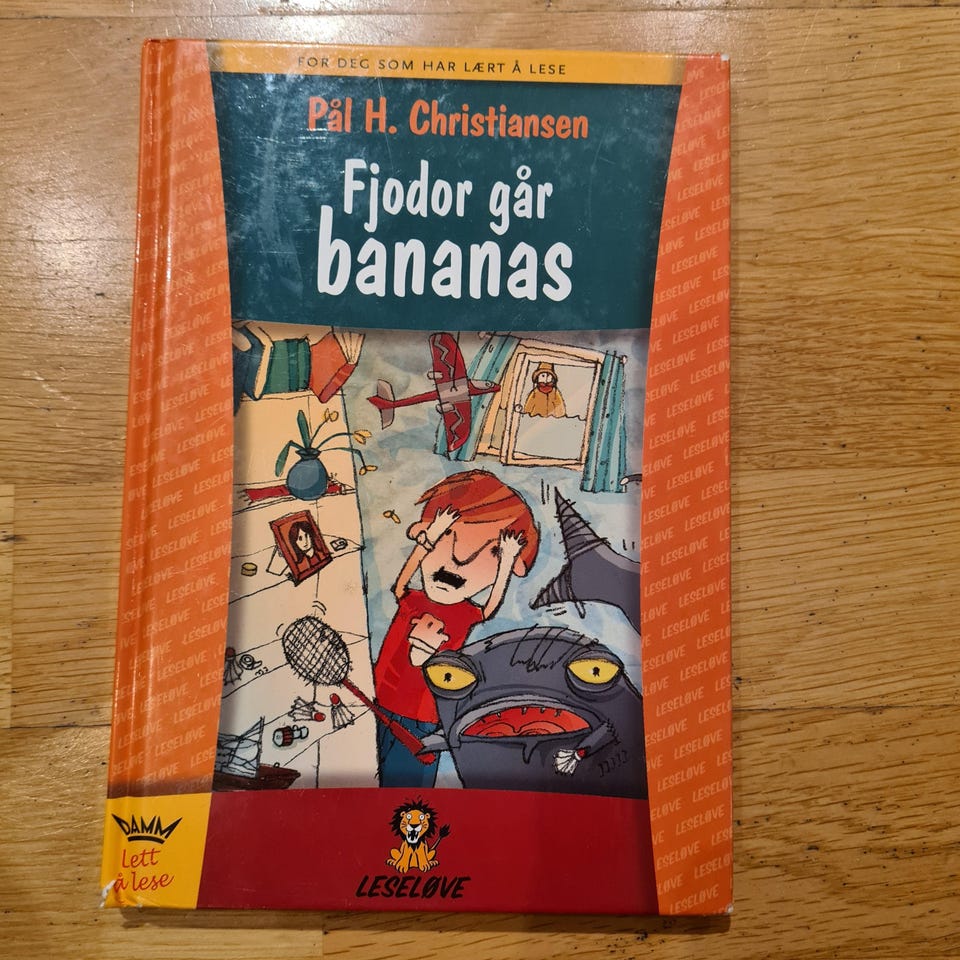 FOR DEG SOM HAR LÆRT Å LESE
Pål H. Christiansen
Fjodor går
bananas
DAMM
Lett
å lese
LESELØVE